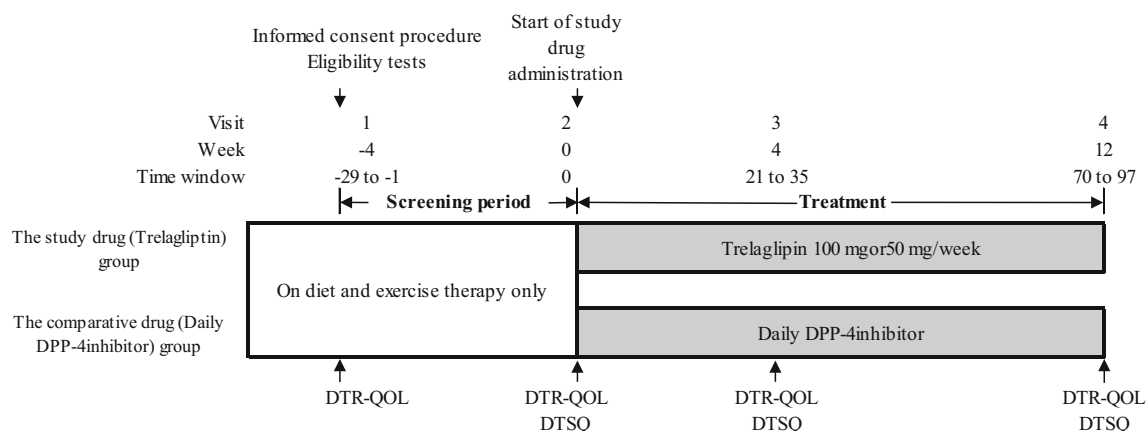 Informed consent procedure
Eligibility tests
Start of study
drug
administration
Visit 1 2 3 4
Week -4 0 4 12
Time window -29 to -1 0 21 to 35 70 to 97
Screening period Treatment
The study drug (Trelagliptin)
group
Trelaglipin 100 mgor50 mg/week
On diet and exercise therapy only
The comparative drug (Daily
DPP-4inhibitor) group
Daily DPP-4inhibitor
DTR-QOL DTR-QOL DTR-QOL DTR-QOL
DTSQ DTSQ DTSQ